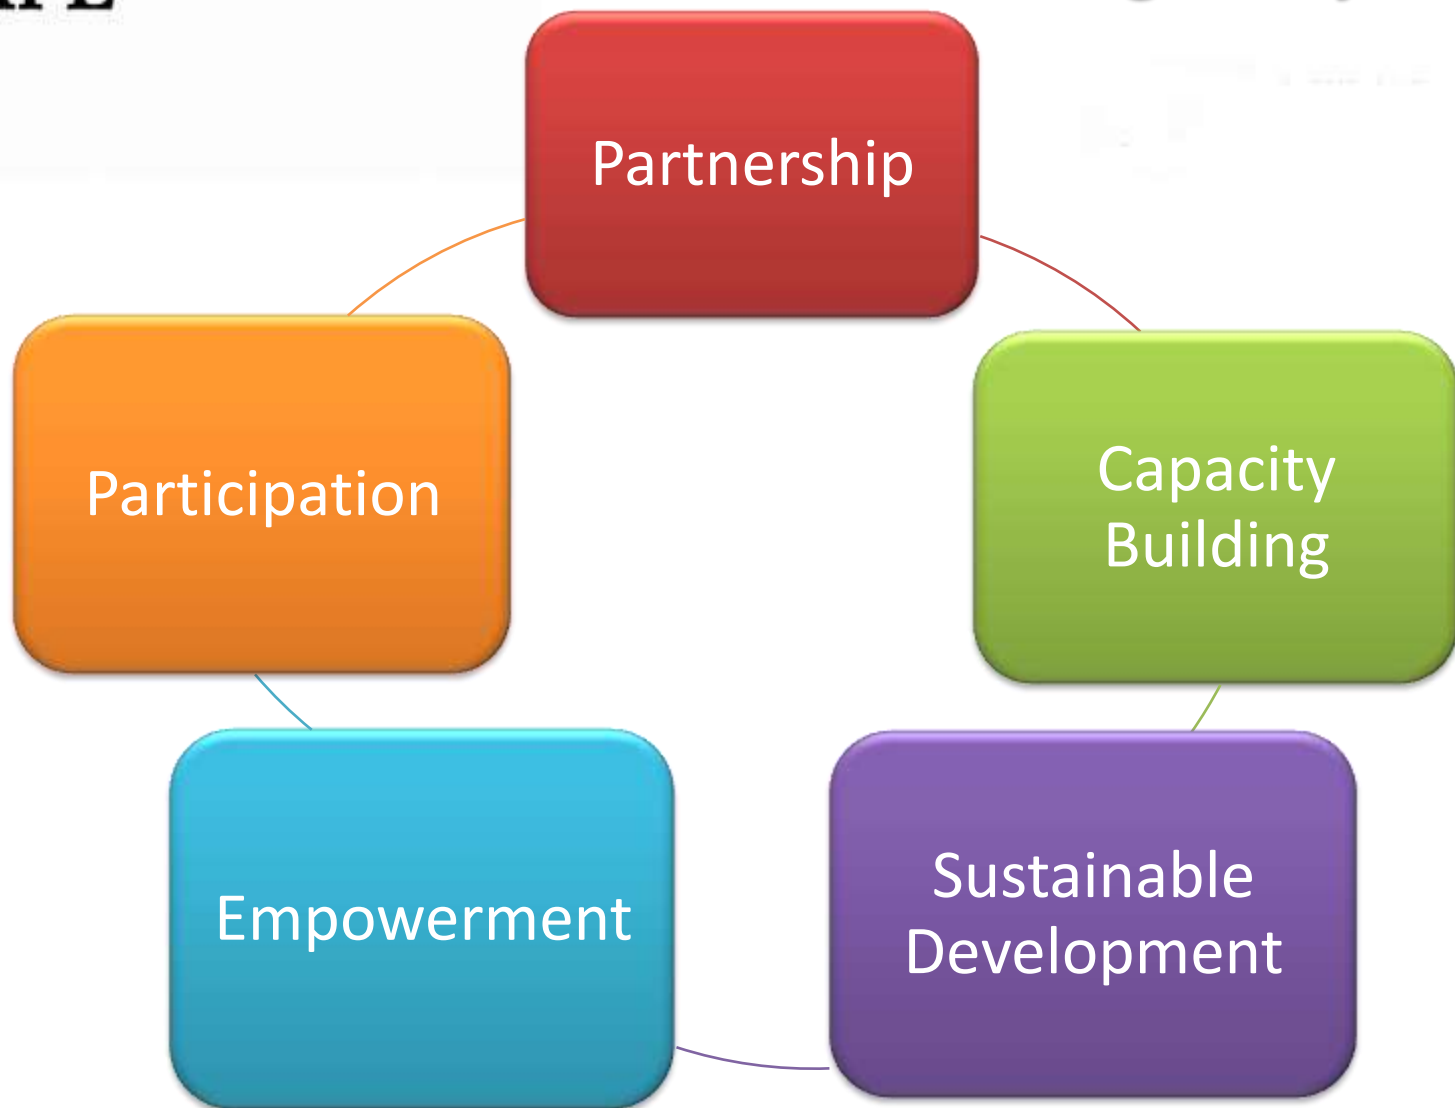 Partnership
Capacity
Building
Sustainable
Development
Empowerment
Participation